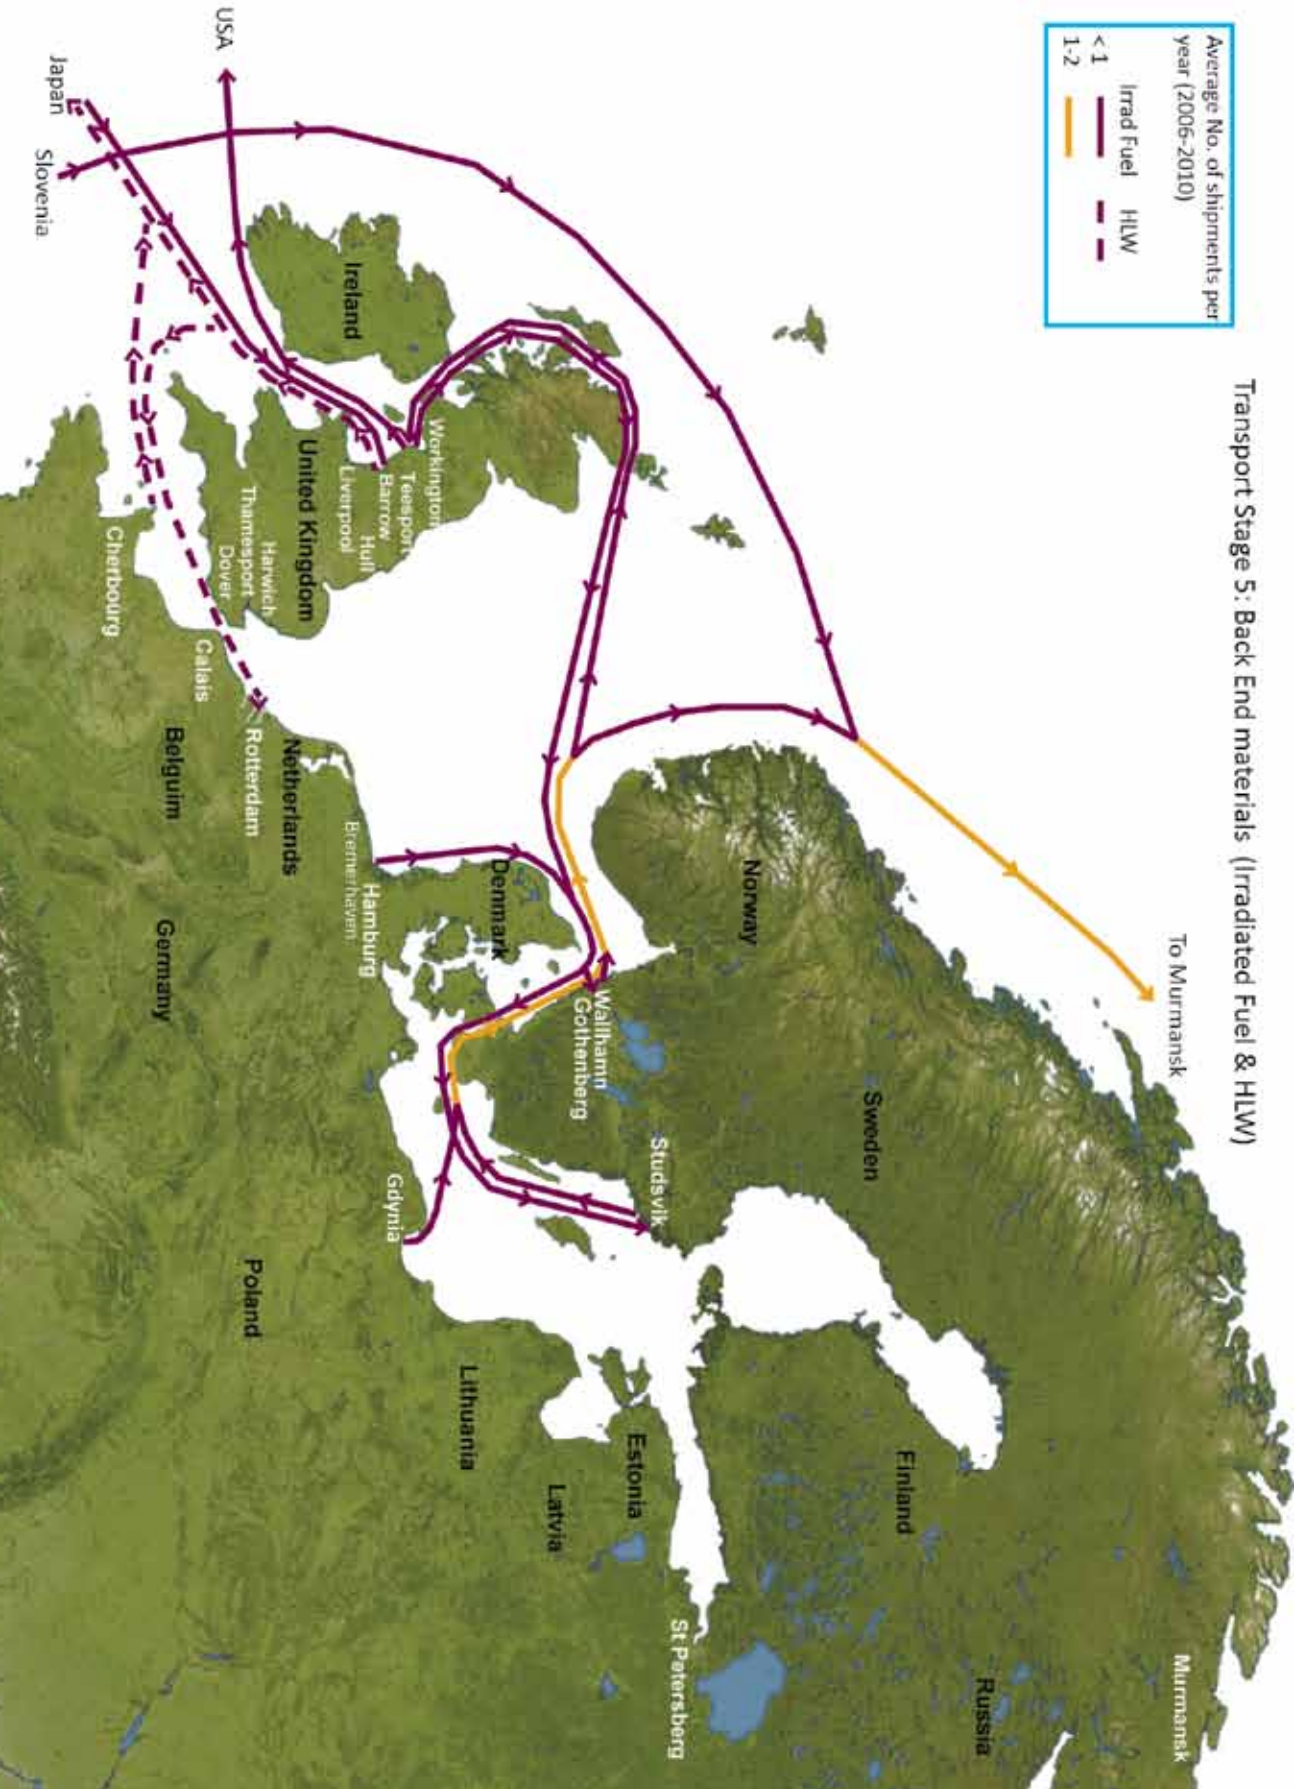 Transport Stage 5: Back End materials (Irradiated Fuel & HLW)
Average No. of shipments per
year (2006-2010)
Irrad Fuel HLW
< 1
1-2
To Murmansk
Murmansk
Norway
Sweden
Finland
Russia
Wallhamn
Gothenberg
Studsvik
St Petersberg
Estonia
Latvia
Lithuania
Denmark
Ireland
Workington
Teesport
Barrow
Hull
Liverpool
United Kingdom
Harwich
Thamesport
Dover
Hamburg
Bremerhaven
Gdynia
Netherlands
Rotterdam
Poland
USA
Calais
Belguim
Germany
Cherbourg
Japan
Slovenia